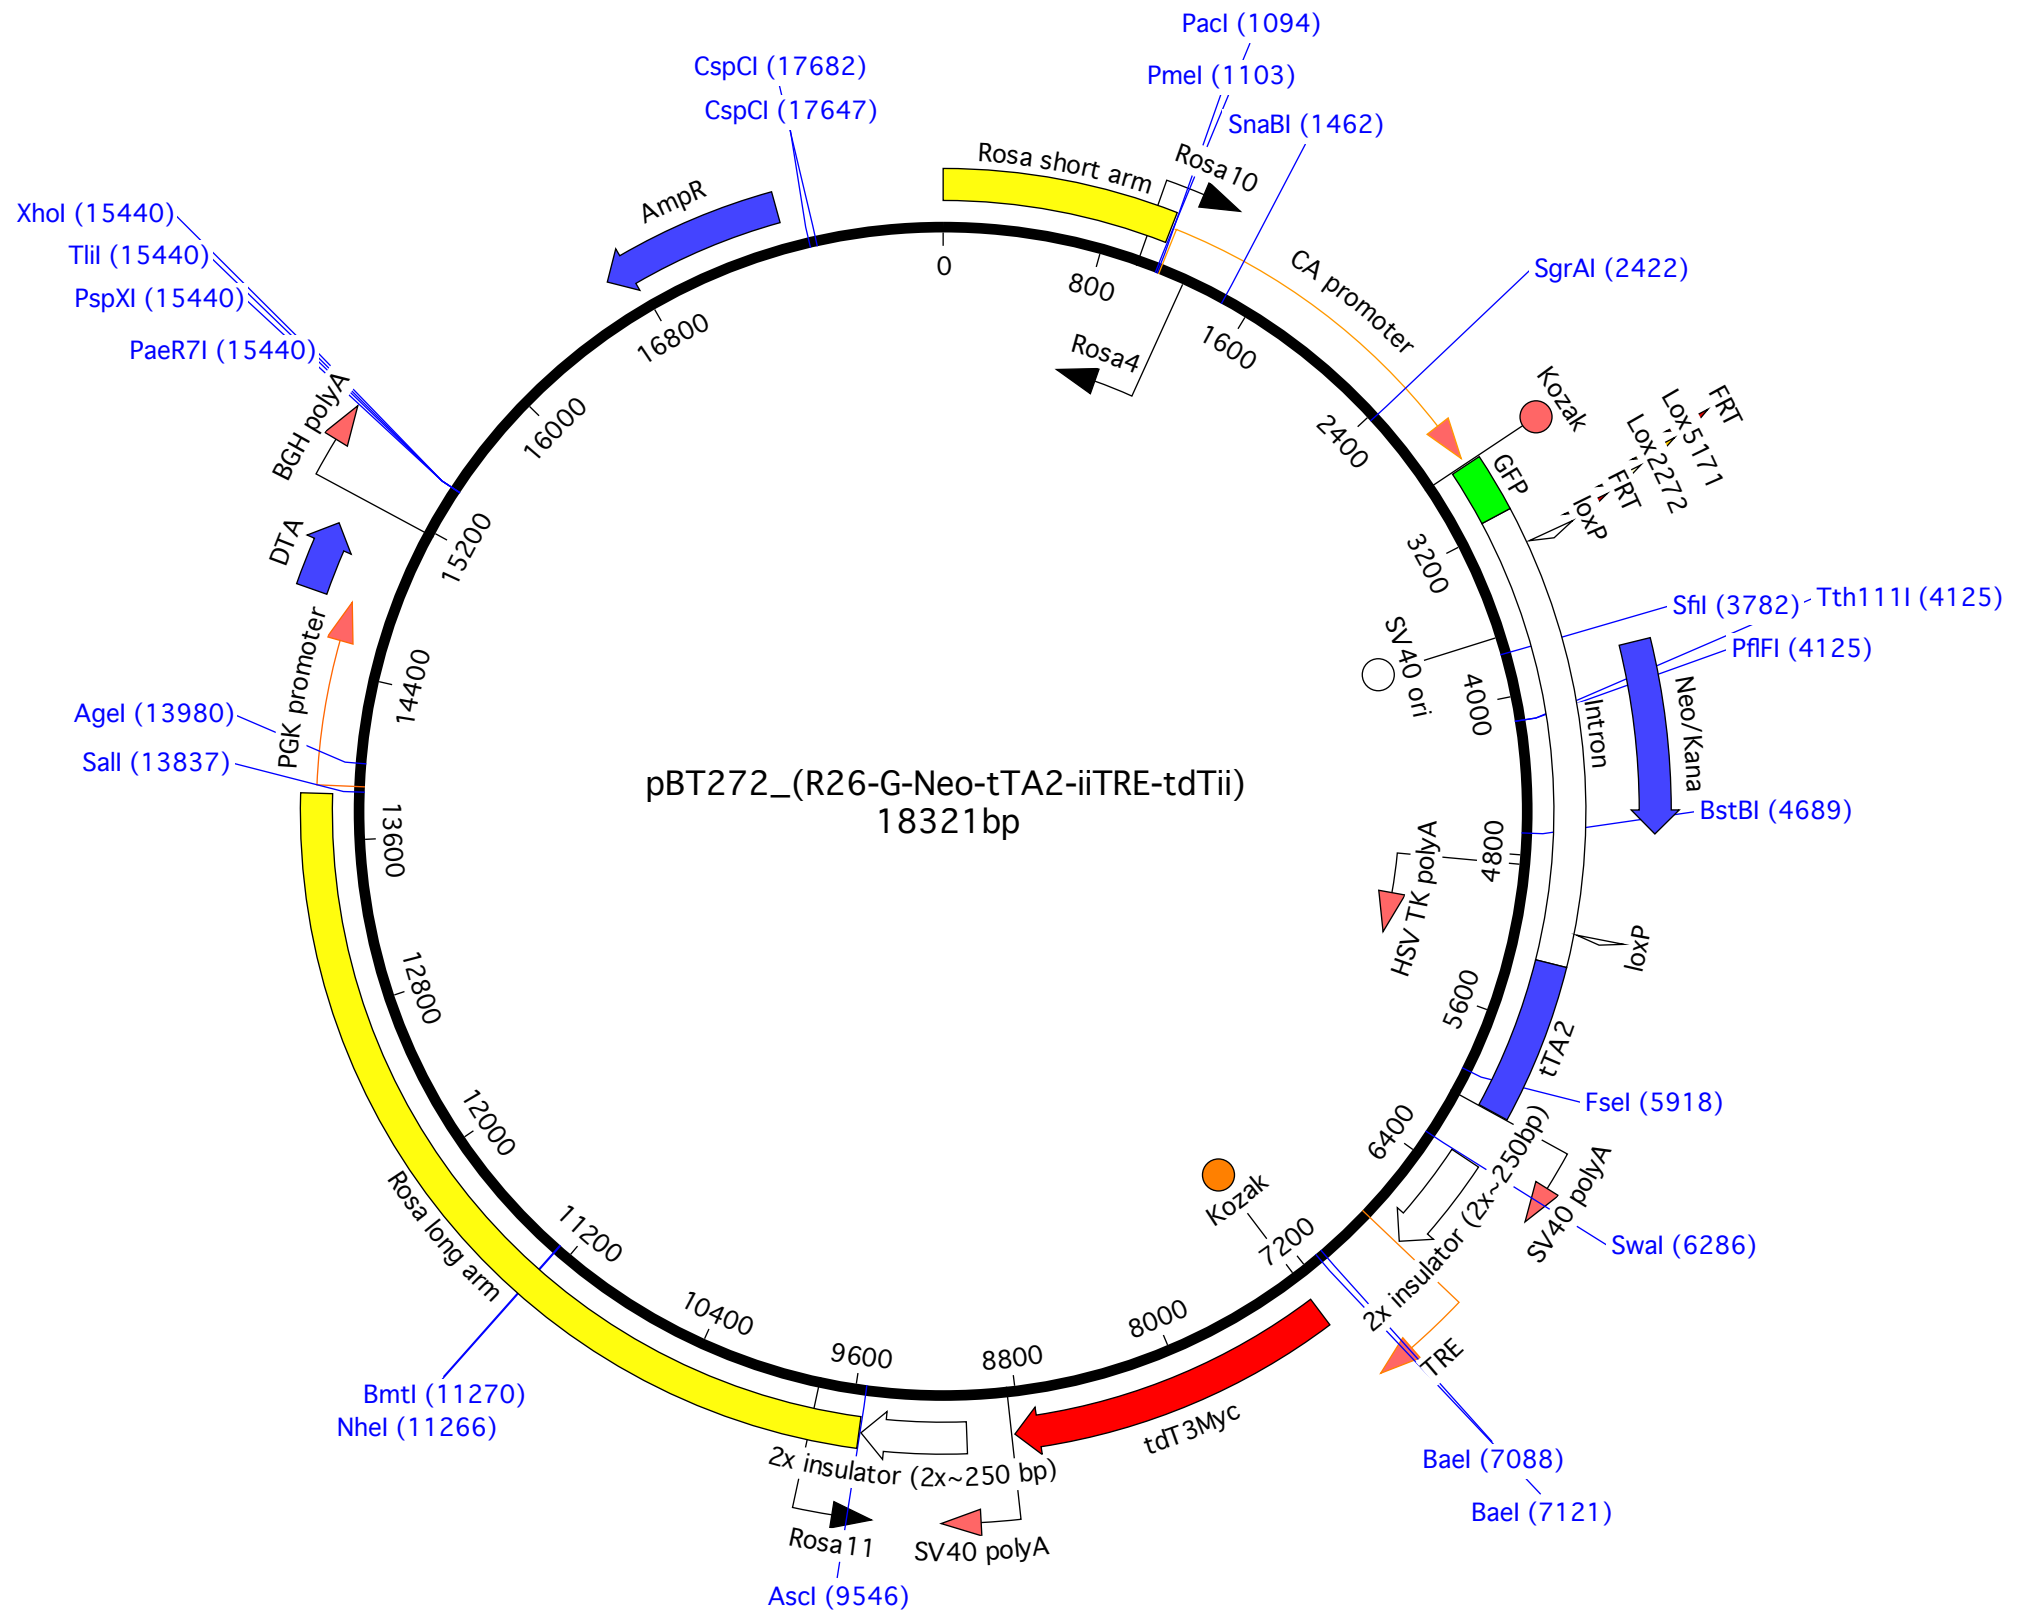 PacI (1094)
PmeI (1103)
SnaBI (1462)
CspCI (17682)
CspCI (17647)
Rosa short arm
Rosa10
AmpR
0
800
1600
2400
3200
4000
4800
5600
6400
7200
8000
8800
9600
10400
11200
12000
12800
13600
14400
15200
16000
16800
CA promoter
Rosa4
SgrAI (2422)
Kozak
GFP
FRT
Lox5171
Lox2272
FRT
loxP
SfiI (3782)
Tth111I (4125)
PflFI (4125)
SV40 ori
Neo/Kana
Intron
BstBI (4689)
HSV TK polyA
loxP
tTA2
FseI (5918)
SV40 polyA
SwaI (6286)
2x insulator (2x~250bp)
TRE
Kozak
BaeI (7088)
BaeI (7121)
tdT3Myc
SV40 polyA
2x insulator (2x~250 bp)
Rosa11
AscI (9546)
Rosa long arm
BmtI (11270)
NheI (11266)
SalI (13837)
AgeI (13980)
PGK promoter
DTA
BGH polyA
XhoI (15440)
TliI (15440)
PspXI (15440)
PaeR7I (15440)
pBT272_(R26-G-Neo-tTA2-iiTRE-tdTii)
18321bp